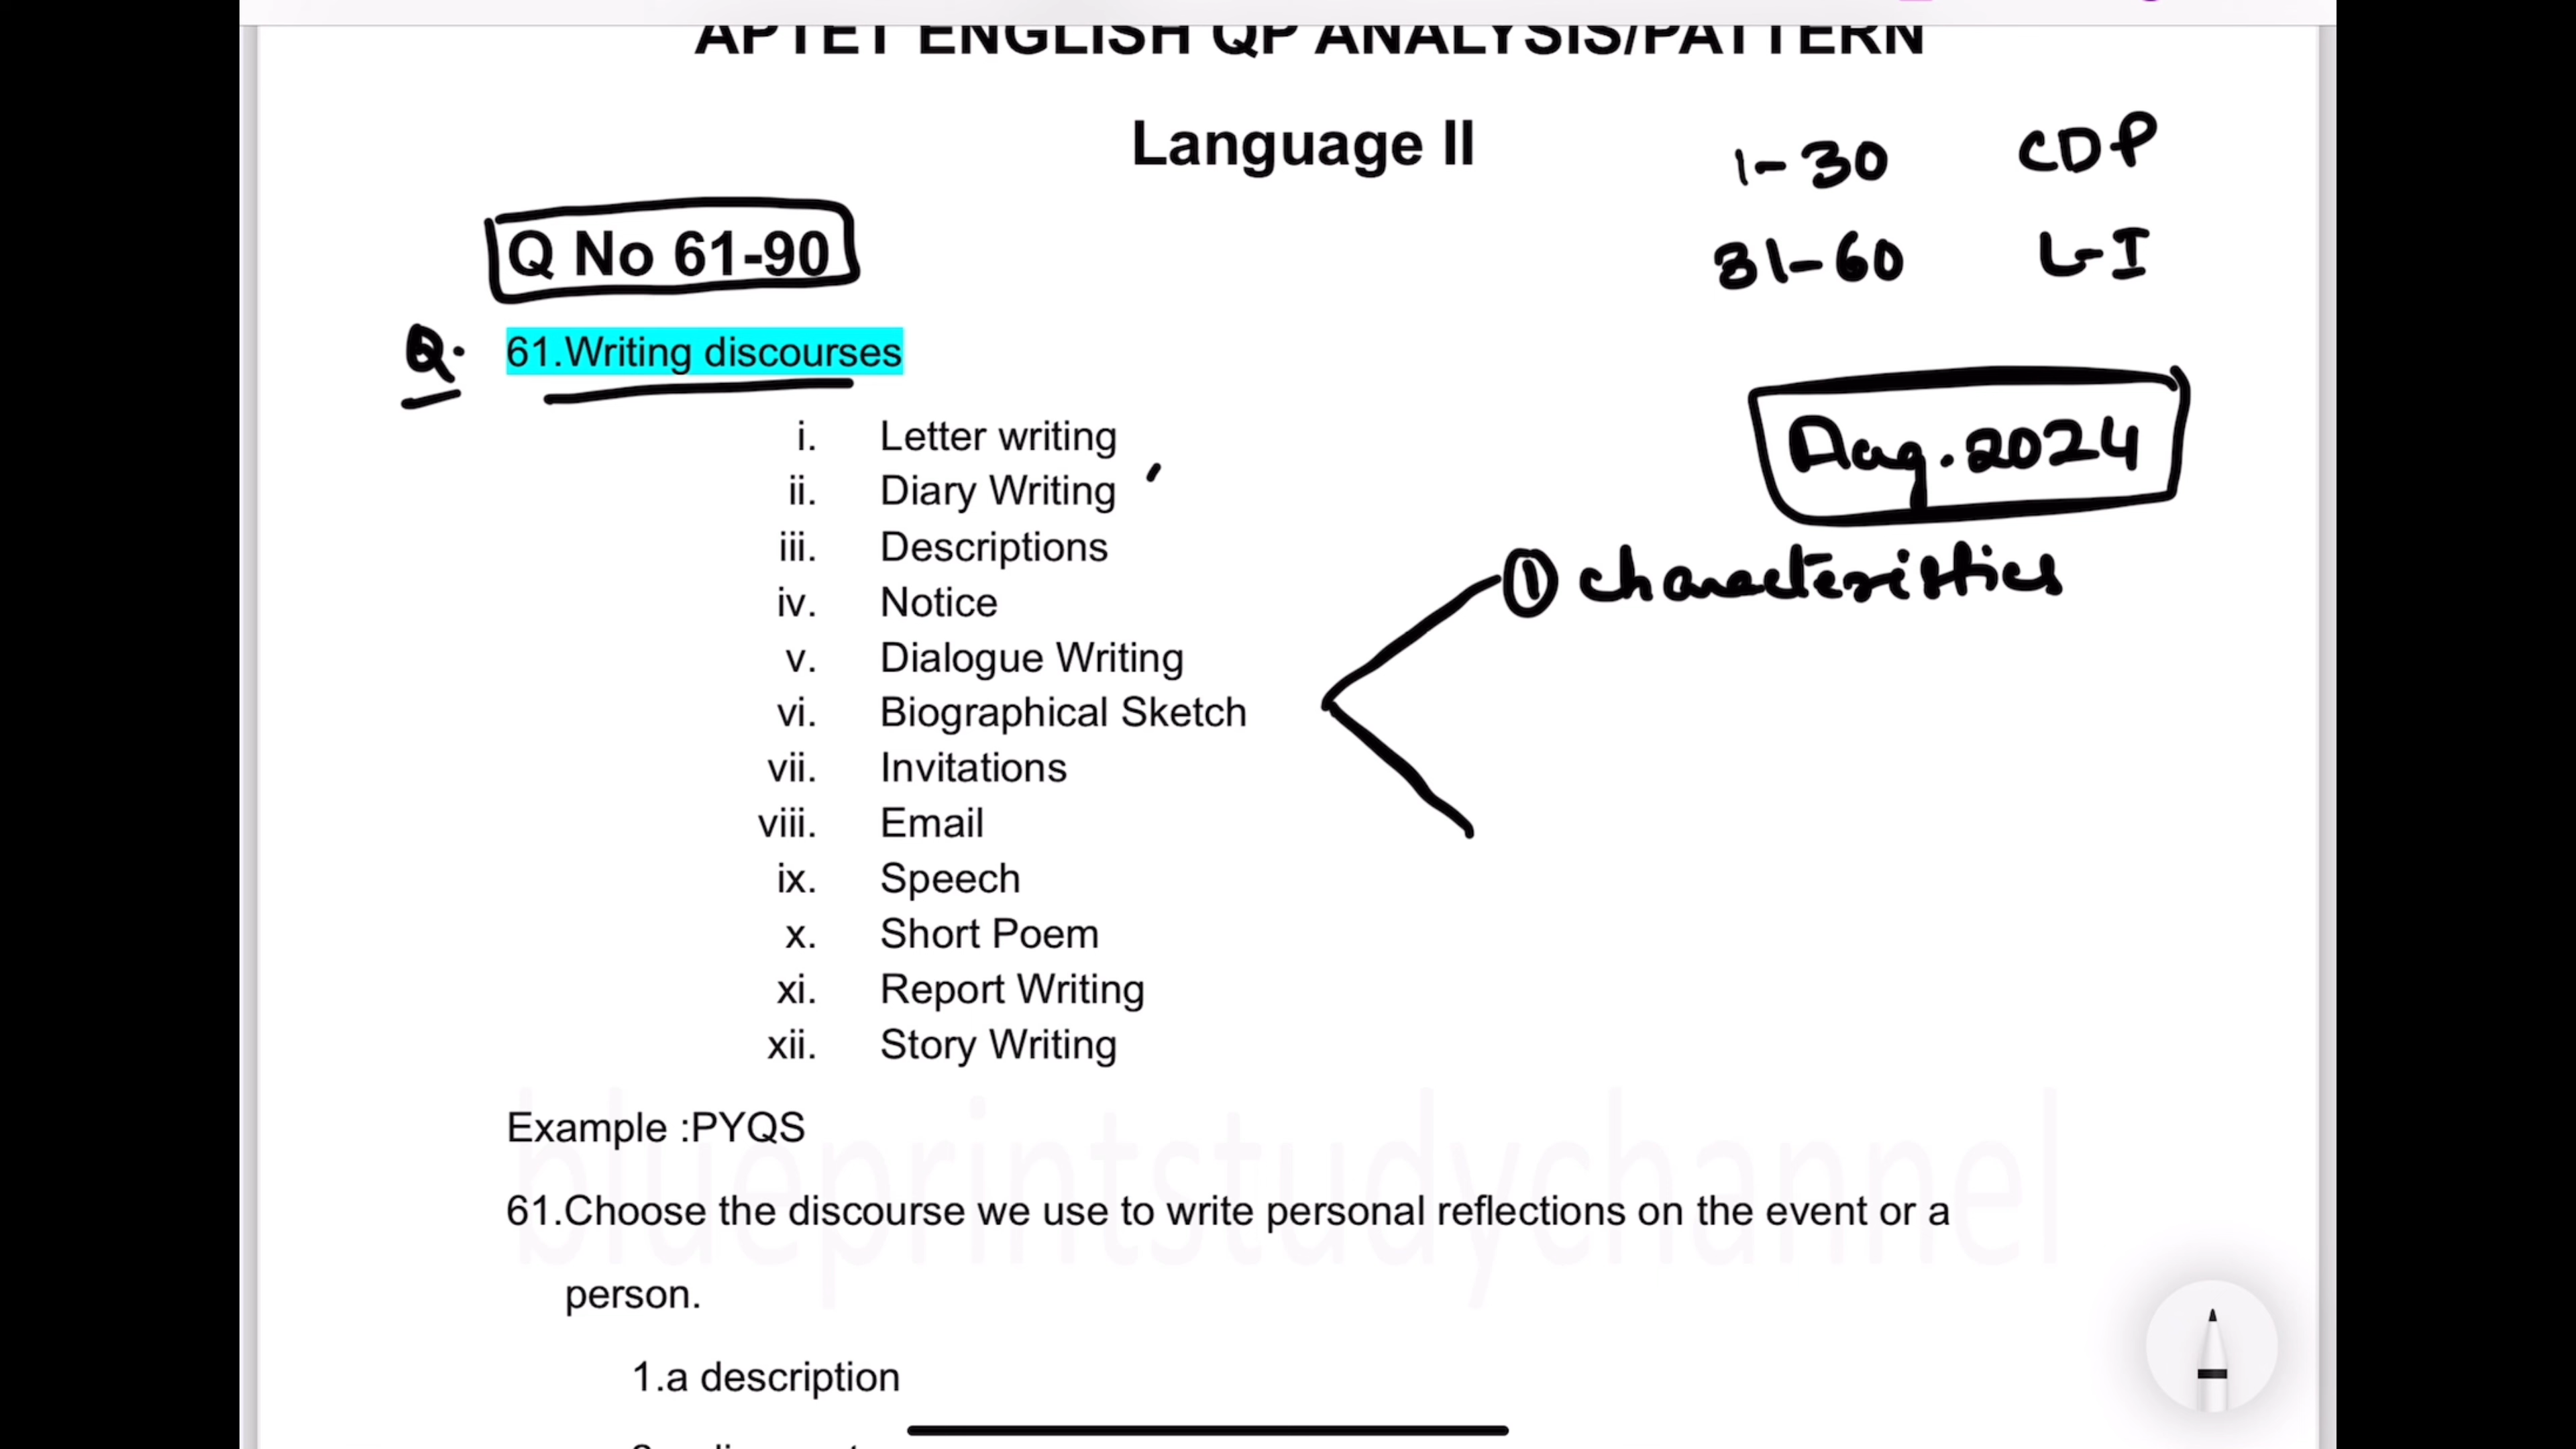 APTET ENGLISH QP ANALYSIS/PATTERN
Language II
1-30 CDP
Q No 61-90
31-60 L-I
Q. 61.Writing discourses
i. Letter writing
Aug.2024
ii. Diary Writing
iii. Descriptions
① characteristics
iv. Notice
v. Dialogue Writing
vi. Biographical Sketch
vii. Invitations
viii. Email
ix. Speech
x. Short Poem
xi. Report Writing
xii. Story Writing
Example :PYQS
blueprintstudychannel
61.Choose the discourse we use to write personal reflections on the event or a
person.
1.a description